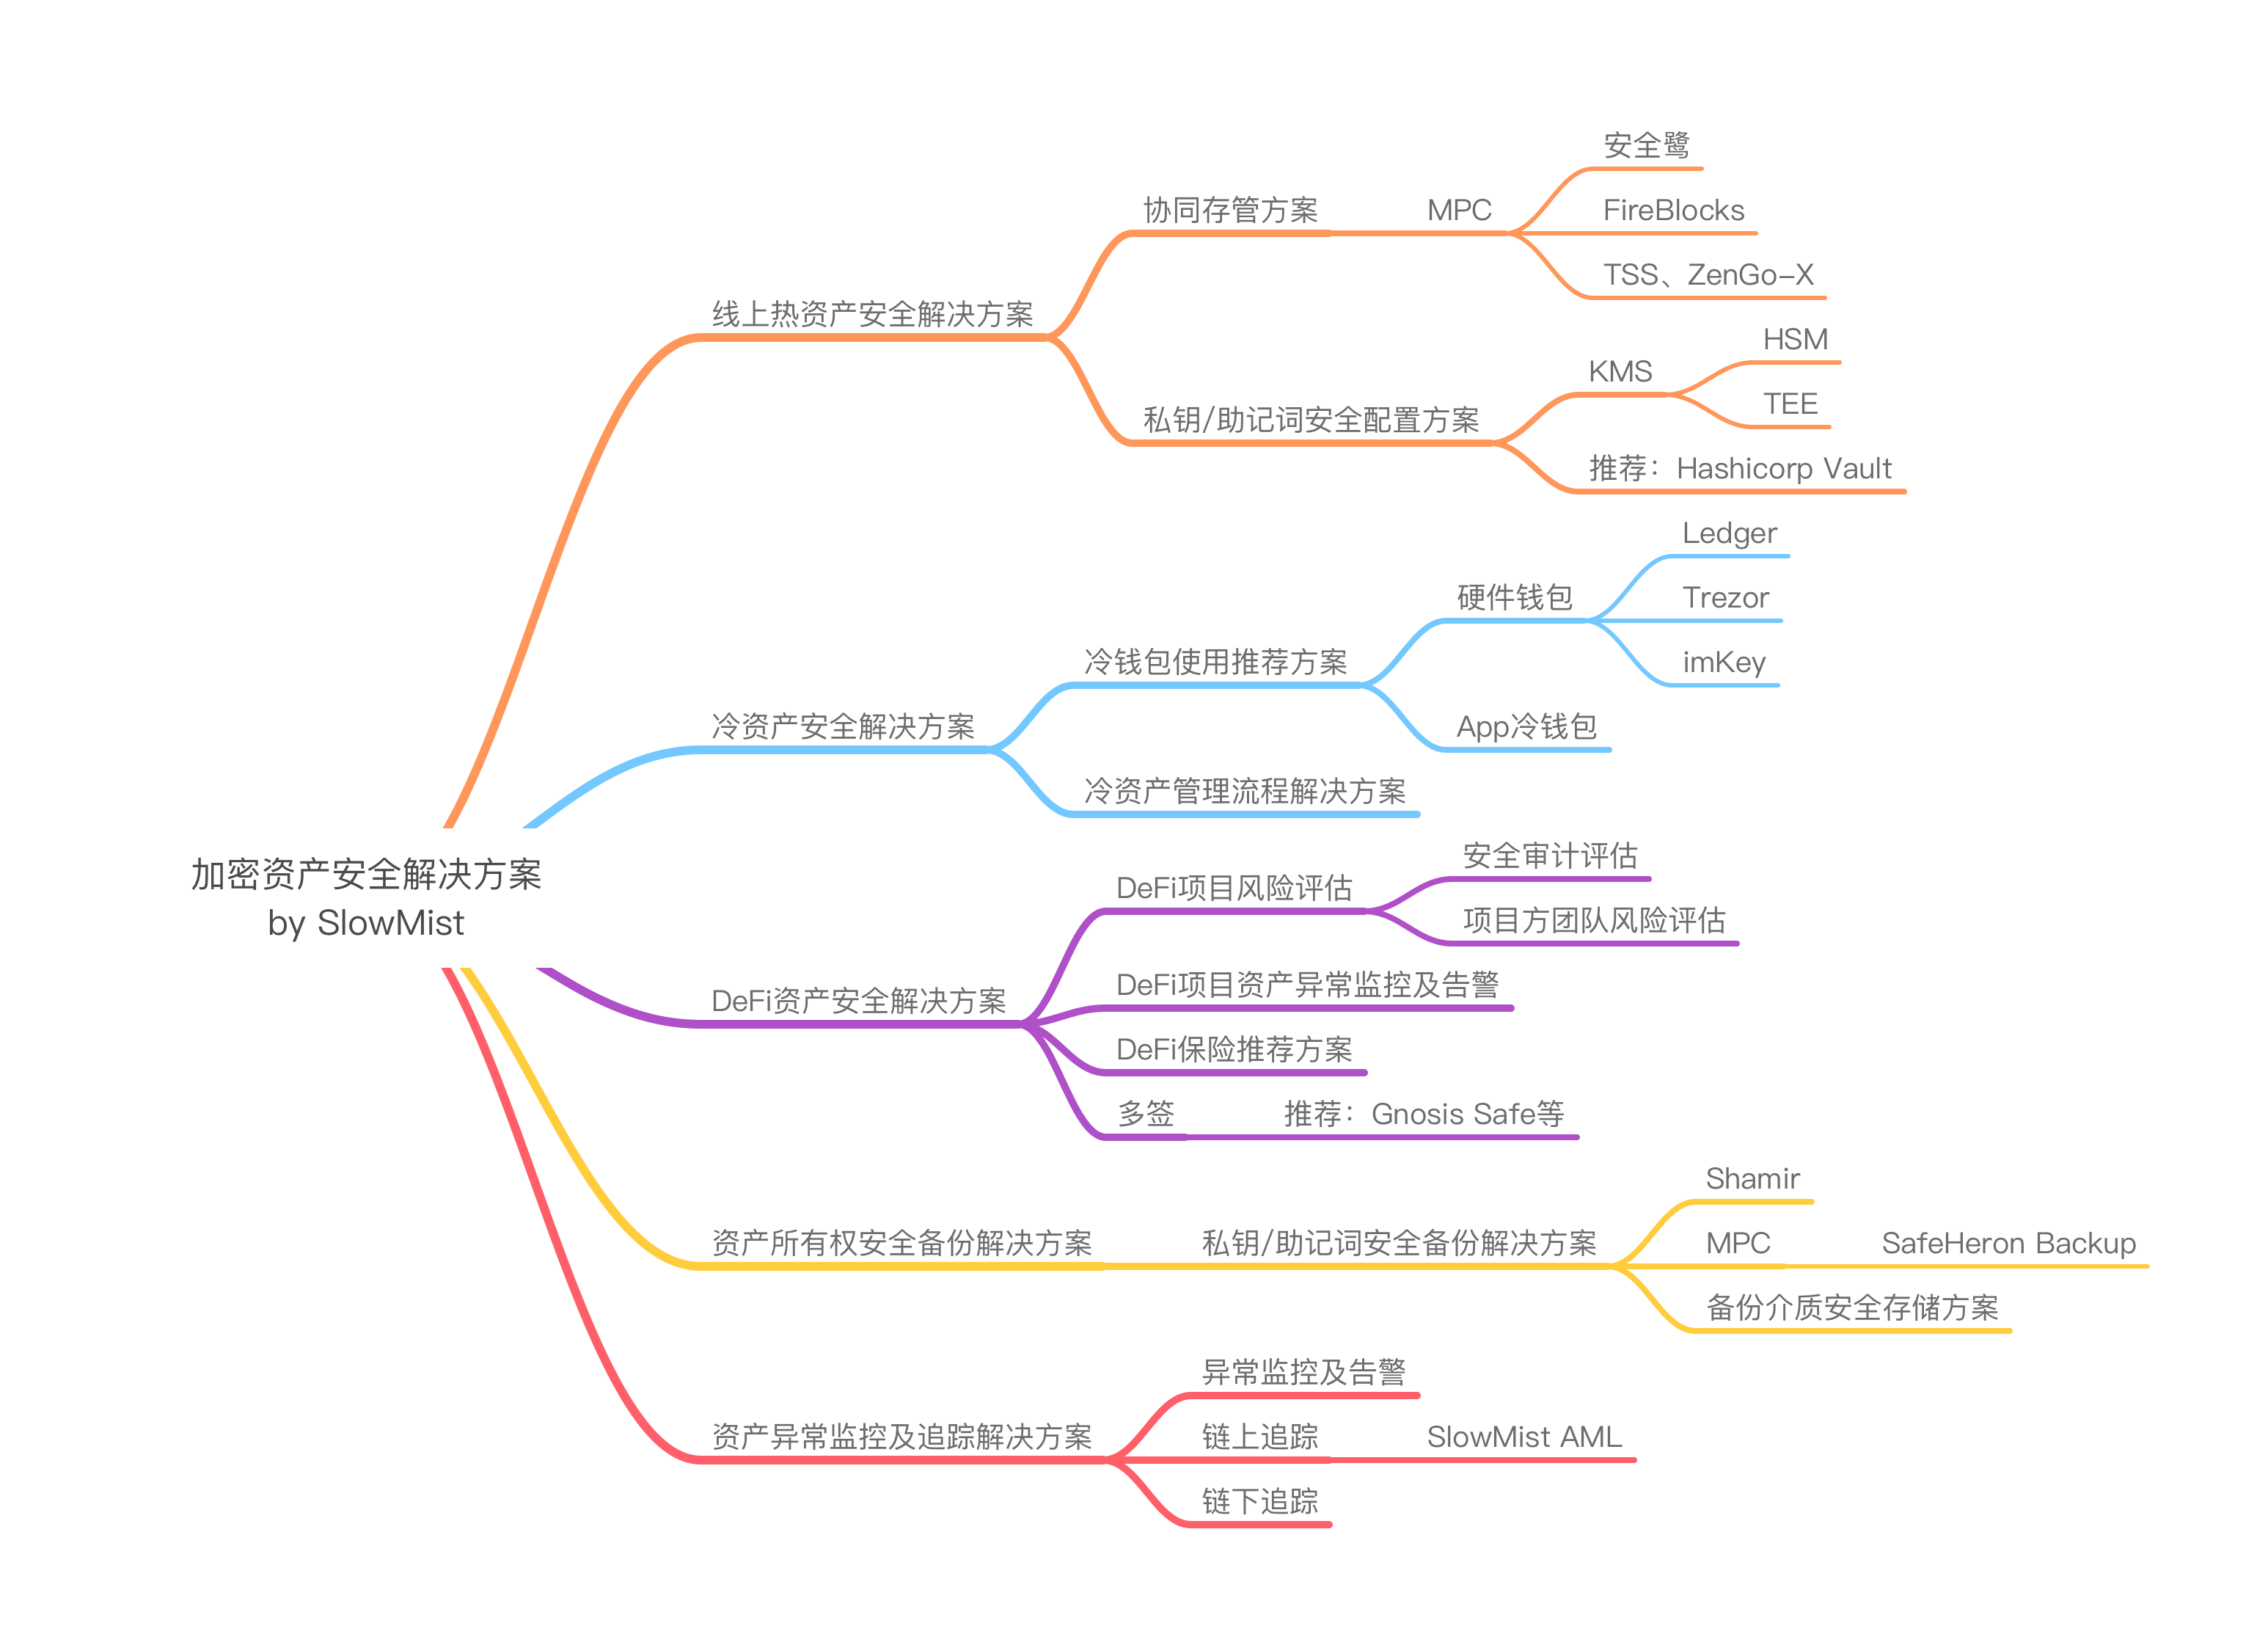 加密资产安全解决方案
by SlowMist
线上热资产安全解决方案
协同存管方案
MPC
安全鹭
FireBlocks
TSS、ZenGo-X
私钥/助记词安全配置方案
KMS
HSM
TEE
推荐：Hashicorp Vault
冷资产安全解决方案
冷钱包使用推荐方案
硬件钱包
Ledger
Trezor
imKey
App冷钱包
冷资产管理流程解决方案
DeFi资产安全解决方案
DeFi项目风险评估
安全审计评估
项目方团队风险评估
DeFi项目资产异常监控及告警
DeFi保险推荐方案
多签
推荐：Gnosis Safe等
资产所有权安全备份解决方案
私钥/助记词安全备份解决方案
Shamir
MPC
SafeHeron Backup
备份介质安全存储方案
资产异常监控及追踪解决方案
异常监控及告警
链上追踪
SlowMist AML
链下追踪